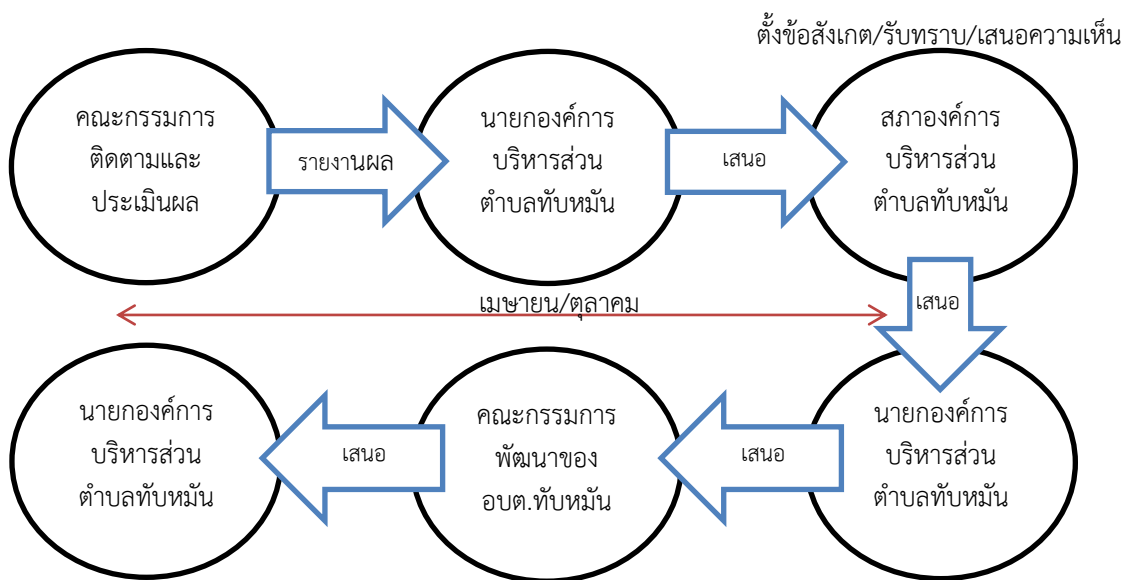 ตั้งข้อสังเกต/รับทราบ/เสนอความเห็น
คณะกรรมการ
ติดตามและ
ประเมินผล
รายงานผล
นายกองค์การ
บริหารส่วน
ตำบลทับหมัน
เสนอ
สภาองค์การ
บริหารส่วน
ตำบลทับหมัน
เสนอ
เมษายน/ตุลาคม
นายกองค์การ
บริหารส่วน
ตำบลทับหมัน
เสนอ
คณะกรรมการ
พัฒนาของ
อบต.ทับหมัน
เสนอ
นายกองค์การ
บริหารส่วน
ตำบลทับหมัน